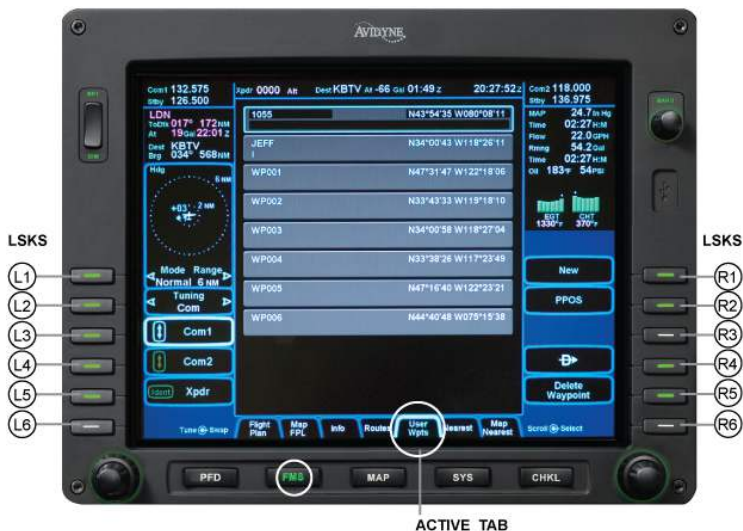 AVIDYNE
Com1 132.575
Stby 126.500
Xpdr 0000 Alt Dest KBTV At -66 Gal 01:49 z 20:27:52z
Com2 118.000
Stby 136.975
LDN
ToDtk 017° 172 NM
At 19 Gal 22:01 z
Dest KBTV
Brg 034° 568 NM
Hdg
6 NM
+03
2 NM
Mode Range
Normal 6 NM
Tuning
Com
Com1
Com2
Ident Xpdr
Tune Swap
1055 N43°54'35 W080°08'11
JEFF N34°00'43 W118°26'11
WP001 N47°31'47 W122°18'06
WP002 N33°43'33 W119°18'10
WP003 N34°00'58 W118°27'04
WP004 N33°38'26 W117°23'49
WP005 N47°16'40 W122°23'21
WP006 N44°40'48 W075°15'38
MAP 24.7 In Hg
Time 02:27 H:M
Flow 22.0 GPH
Rmng 54.2 Gal
Time 02:27 H:M
Oil 183°F 54 PSI
EGT CHT
1330°F 370°F
New
PPOS
D
Delete
Waypoint
Scroll Select
Flight
Plan
Map
FPL
Info
Routes
User
Wpts
Nearest
Map
Nearest
LSKS
L1
L2
L3
L4
L5
L6
LSKS
R1
R2
R3
R4
R5
R6
PFD FMS MAP SYS CHKL
ACTIVE TAB